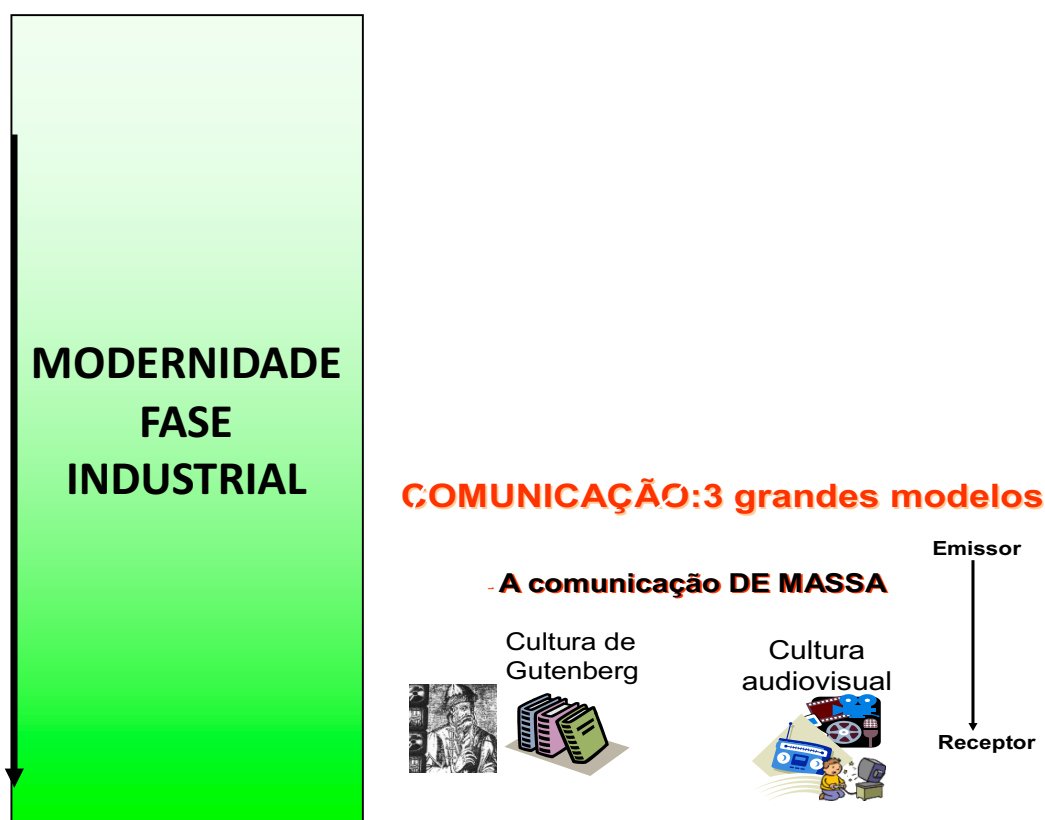 MODERNIDADE
FASE
INDUSTRIAL
COMUNICAÇÃO:3 grandes modelos
Emissor
- A comunicação DE MASSA
Cultura de
Gutenberg
Cultura
audiovisual
Receptor